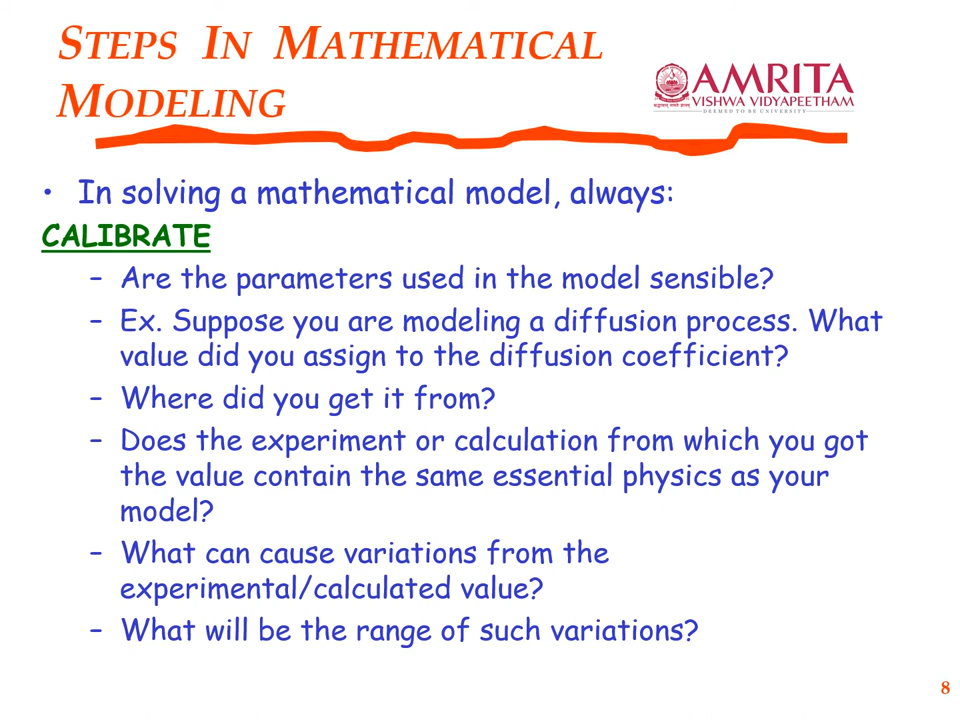 STEPS IN MATHEMATICAL
MODELING
AMRITA
VISHWA VIDYAPEETHAM
DEEMED TO BE UNIVERSITY
• In solving a mathematical model, always:
CALIBRATE
– Are the parameters used in the model sensible?
– Ex. Suppose you are modeling a diffusion process. What
value did you assign to the diffusion coefficient?
– Where did you get it from?
– Does the experiment or calculation from which you got
the value contain the same essential physics as your
model?
– What can cause variations from the
experimental/calculated value?
– What will be the range of such variations?
8